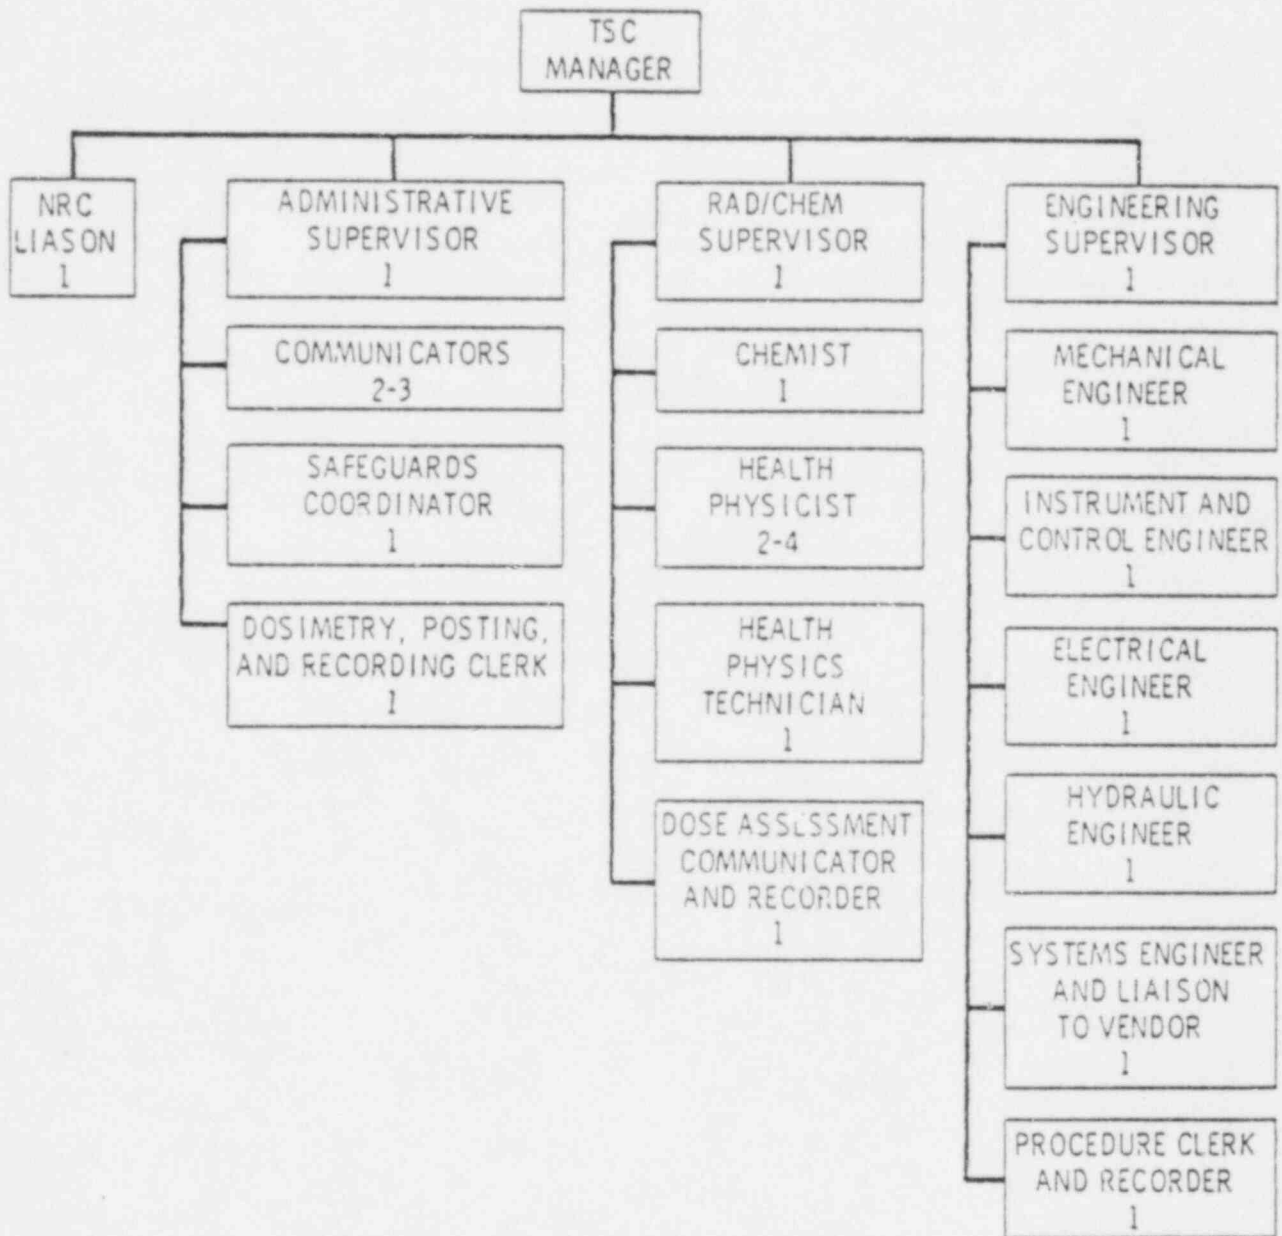 TSC
MANAGER
NRC
LIASON
1
ADMINISTRATIVE
SUPERVISOR
1
COMMUNICATORS
2-3
SAFEGUARDS
COORDINATOR
1
DOSIMETRY, POSTING,
AND RECORDING CLERK
1
RAD/CHEM
SUPERVISOR
1
CHEMIST
1
HEALTH
PHYSICIST
2-4
HEALTH
PHYSICS
TECHNICIAN
1
DOSE ASSESSMENT
COMMUNICATOR
AND RECORDER
1
ENGINEERING
SUPERVISOR
1
MECHANICAL
ENGINEER
1
INSTRUMENT AND
CONTROL ENGINEER
1
ELECTRICAL
ENGINEER
1
HYDRAULIC
ENGINEER
1
SYSTEMS ENGINEER
AND LIAISON
TO VENDOR
1
PROCEDURE CLERK
AND RECORDER
1